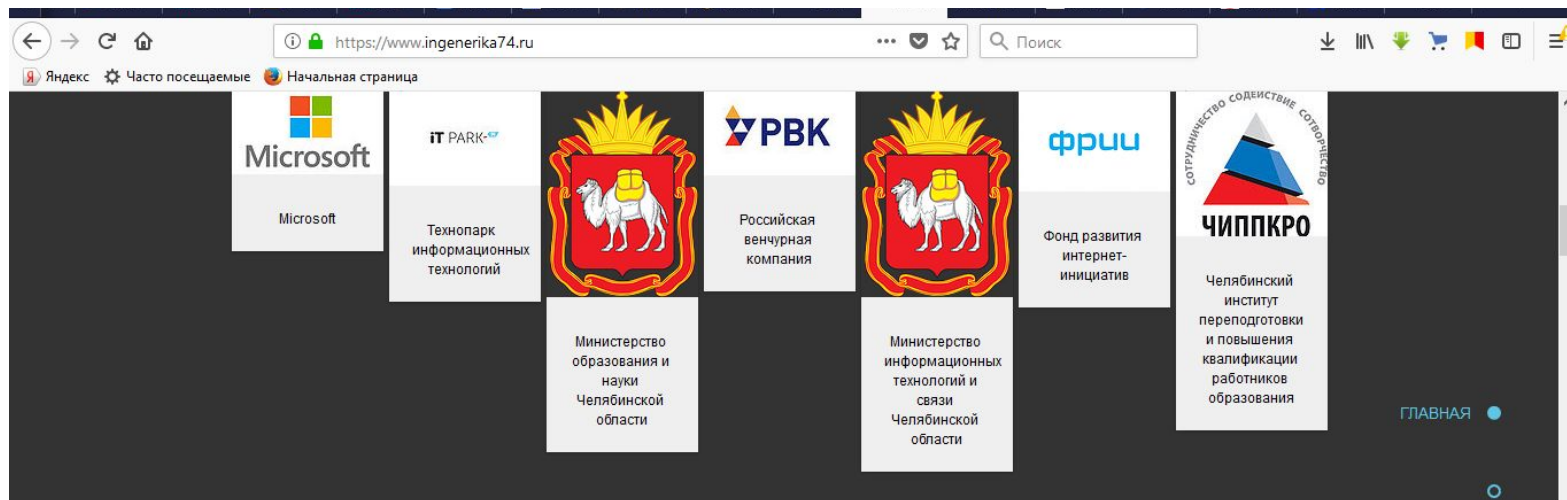 https://www.ingenerika74.ru
Поиск
Яндекс Часто посещаемые Начальная страница
Microsoft
Microsoft
iT PARK
Технопарк
информационных
технологий
Министерство
образования и
науки
Челябинской
области
РВК
Российская
венчурная
компания
Министерство
информационных
технологий и
связи
Челябинской
области
фрии
Фонд развития
интернет-
инициатив
СОТРУДНИЧЕСТВО СОДЕЙСТВИЕ СОТВОРЧЕСТВО
ЧИППКРО
Челябинский
институт
переподготовки
и повышения
квалификации
работников
образования
ГЛАВНАЯ